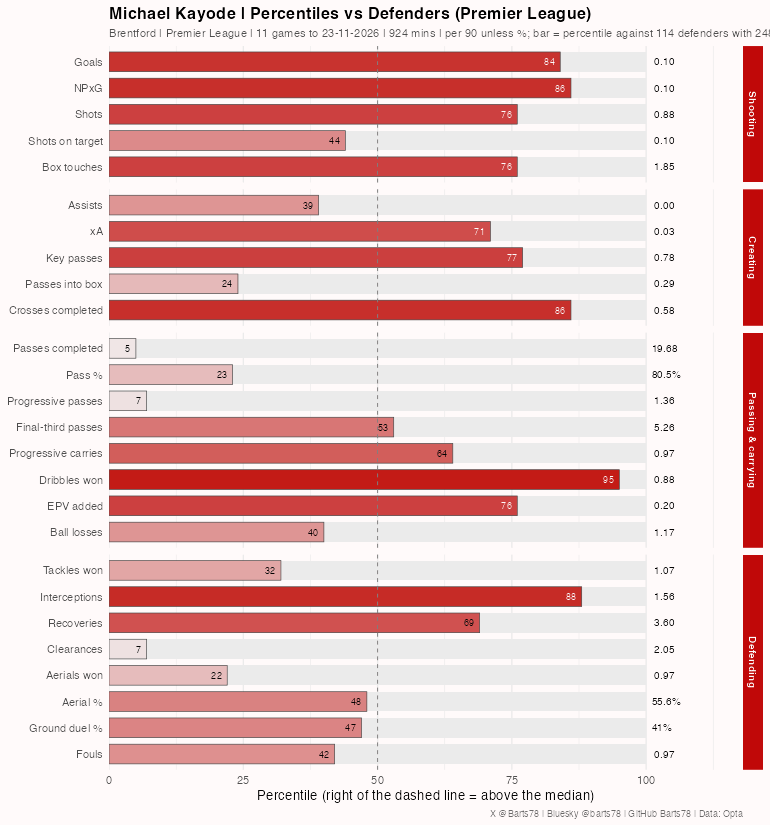 Michael Kayode | Percentiles vs Defenders (Premier League)
Brentford | Premier League | 11 games to 23-11-2026 | 924 mins | per 90 unless %; bar = percentile against 114 defenders with
Shooting
Goals 84 0.10
NPxG 86 0.10
Shots 76 0.88
Shots on target 44 0.10
Box touches 76 1.85
Creating
Assists 39 0.00
xA 71 0.03
Key passes 77 0.78
Passes into box 24 0.29
Crosses completed 86 0.58
Passing & carrying
Passes completed 5 19.68
Pass % 23 80.5%
Progressive passes 7 1.36
Final-third passes 53 5.26
Progressive carries 64 0.97
Dribbles won 95 0.88
EPV added 76 0.20
Ball losses 40 1.17
Defending
Tackles won 32 1.07
Interceptions 88 1.56
Recoveries 69 3.60
Clearances 7 2.05
Aerials won 22 0.97
Aerial % 48 55.6%
Ground duel % 47 41%
Fouls 42 0.97
0 25 50 75 100
Percentile (right of the dashed line = above the median)
X @Barts78 | Bluesky @barts78 | GitHub Barts78 | Data: Opta